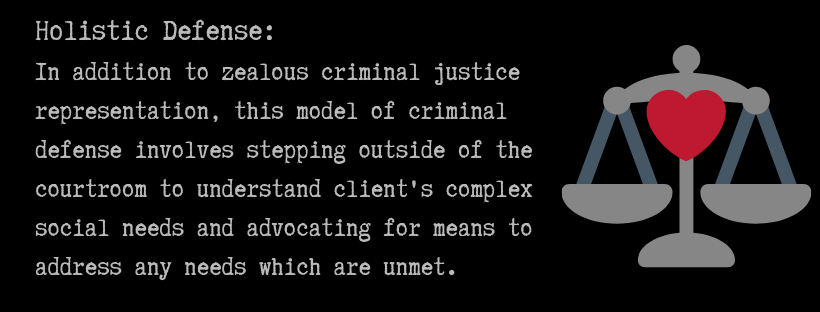 Holistic Defense:
In addition to zealous criminal justice
representation, this model of criminal
defense involves stepping outside of the
courtroom to understand client's complex
social needs and advocating for means to
address any needs which are unmet.